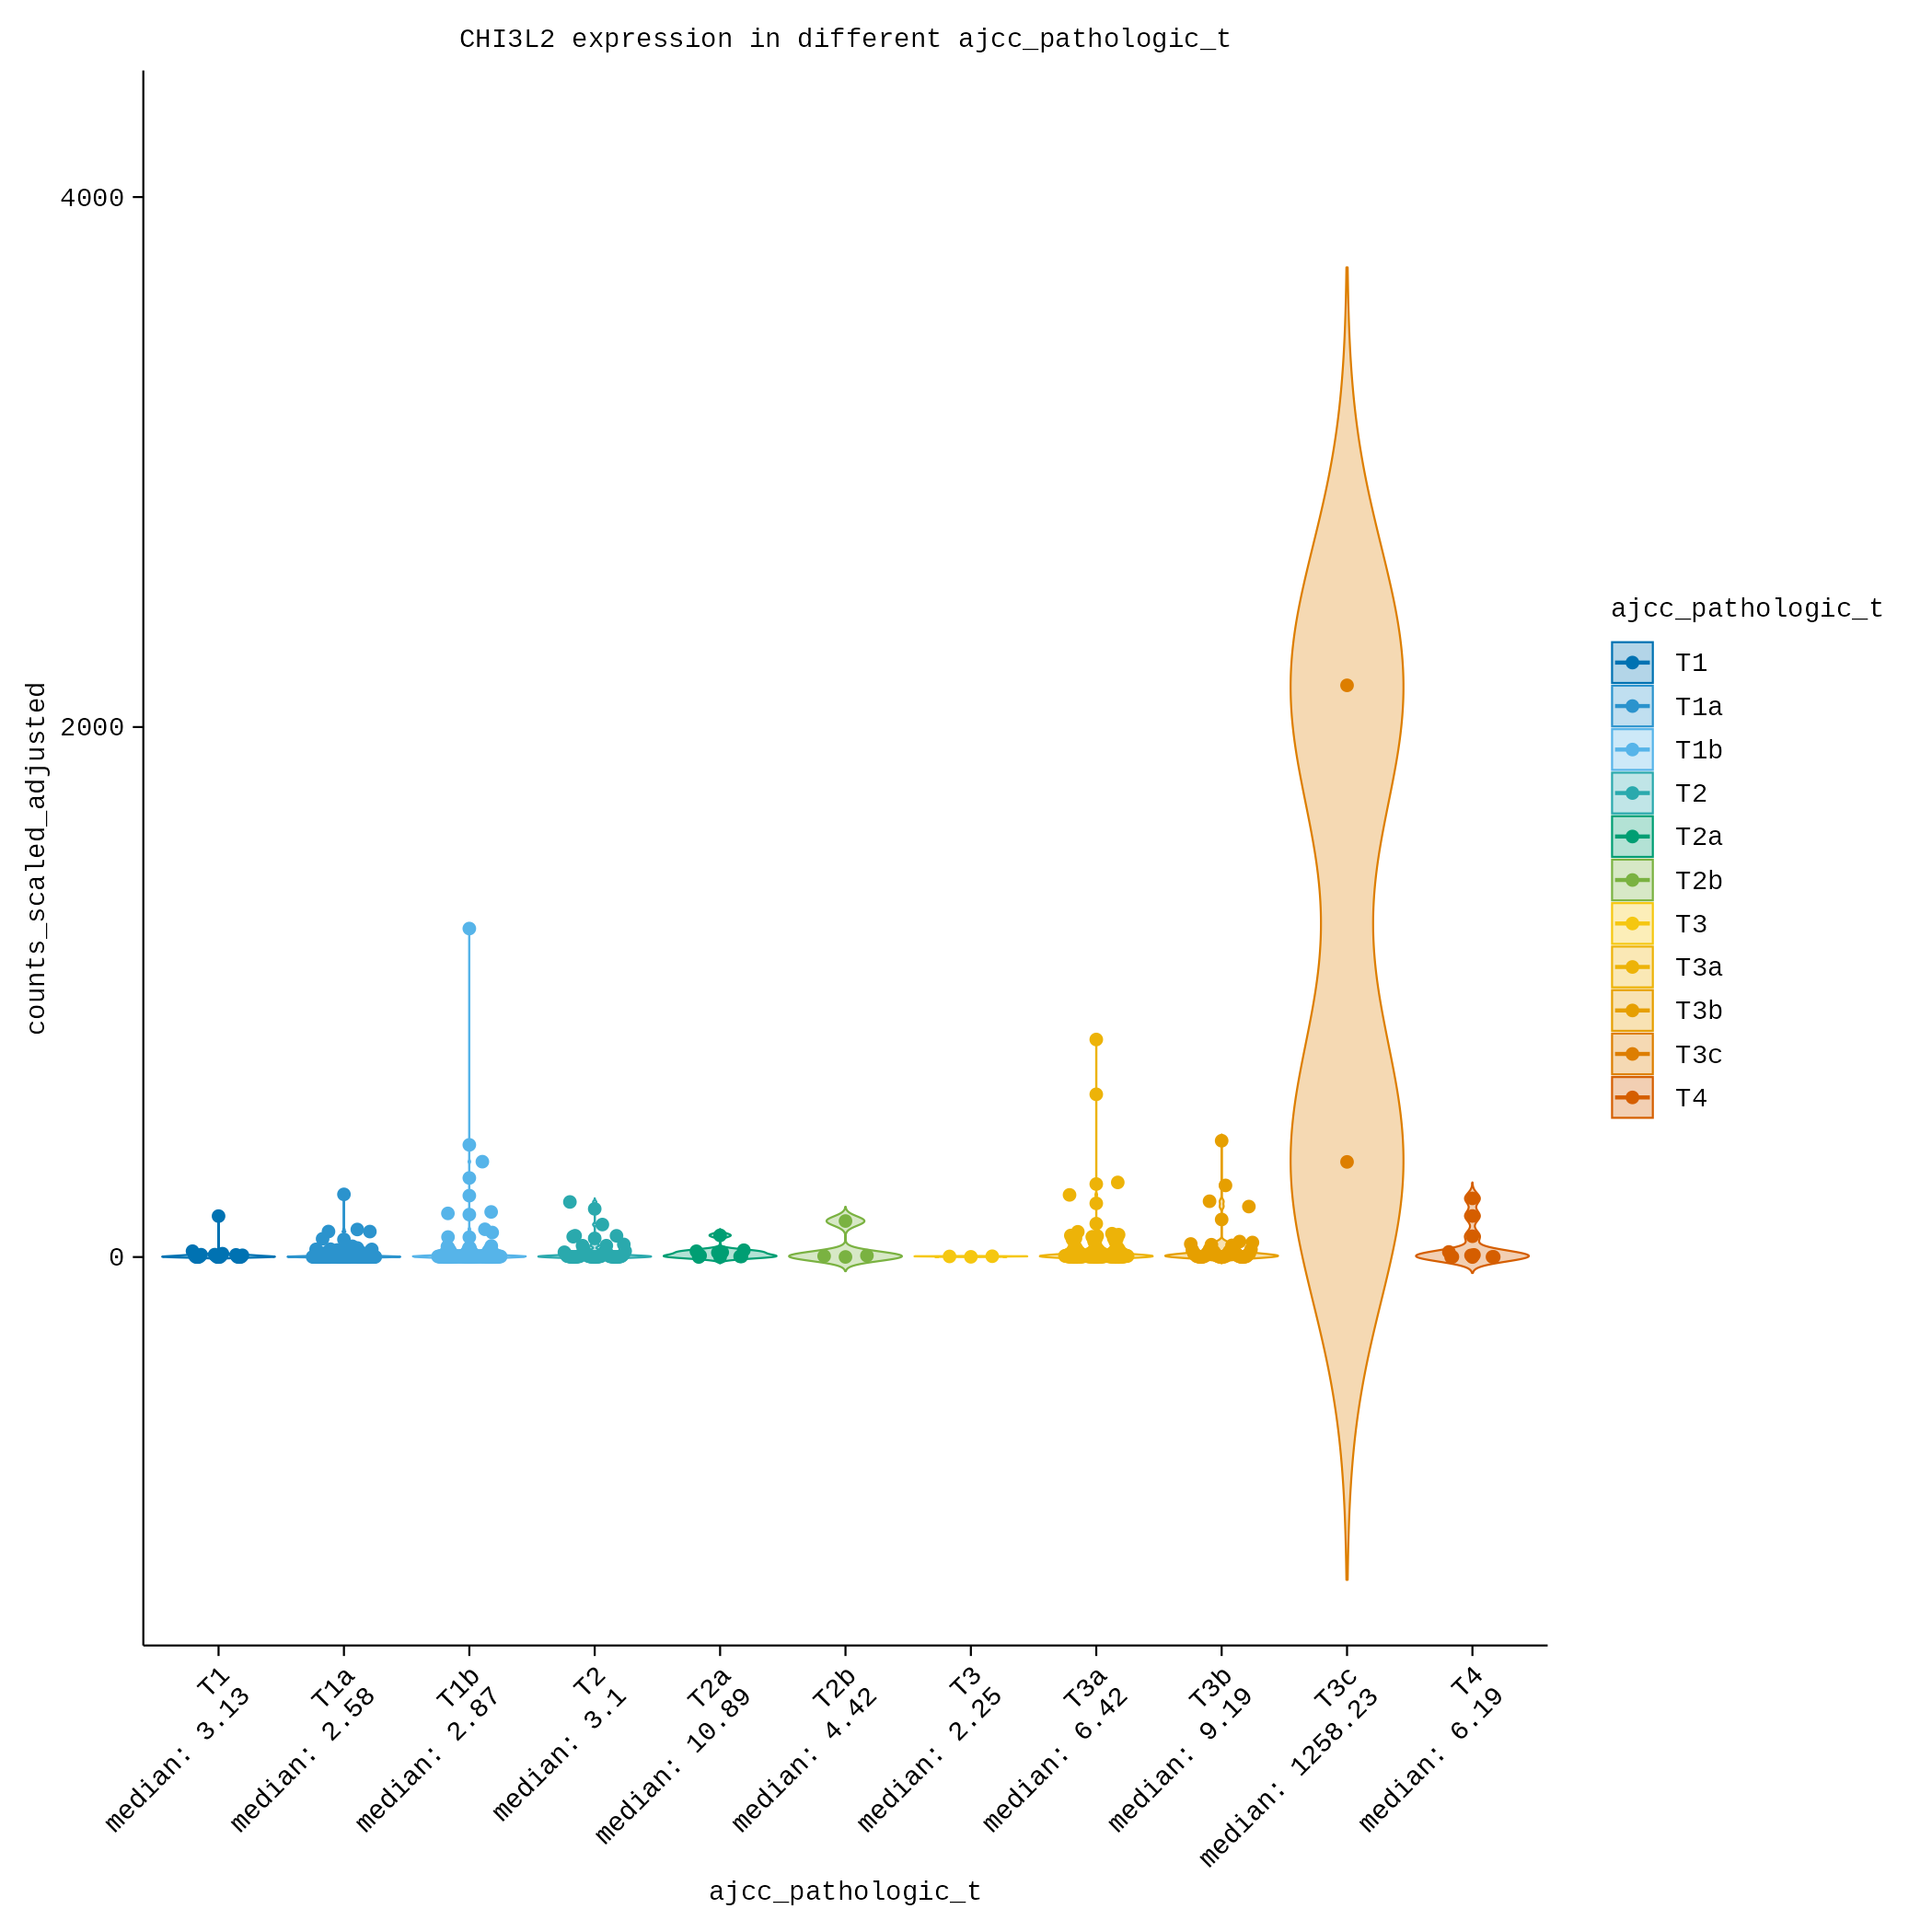 CHI3L2 expression in different ajcc_pathologic_t
counts_scaled_adjusted
4000
2000
0
T1
median: 3.13
T1a
median: 2.58
T1b
median: 2.87
T2
median: 3.1
T2a
median: 10.89
T2b
median: 4.42
T3
median: 2.25
T3a
median: 6.42
T3b
median: 9.19
T3c
median: 1258.23
T4
median: 6.19
ajcc_pathologic_t
ajcc_pathologic_t
T1
T1a
T1b
T2
T2a
T2b
T3
T3a
T3b
T3c
T4